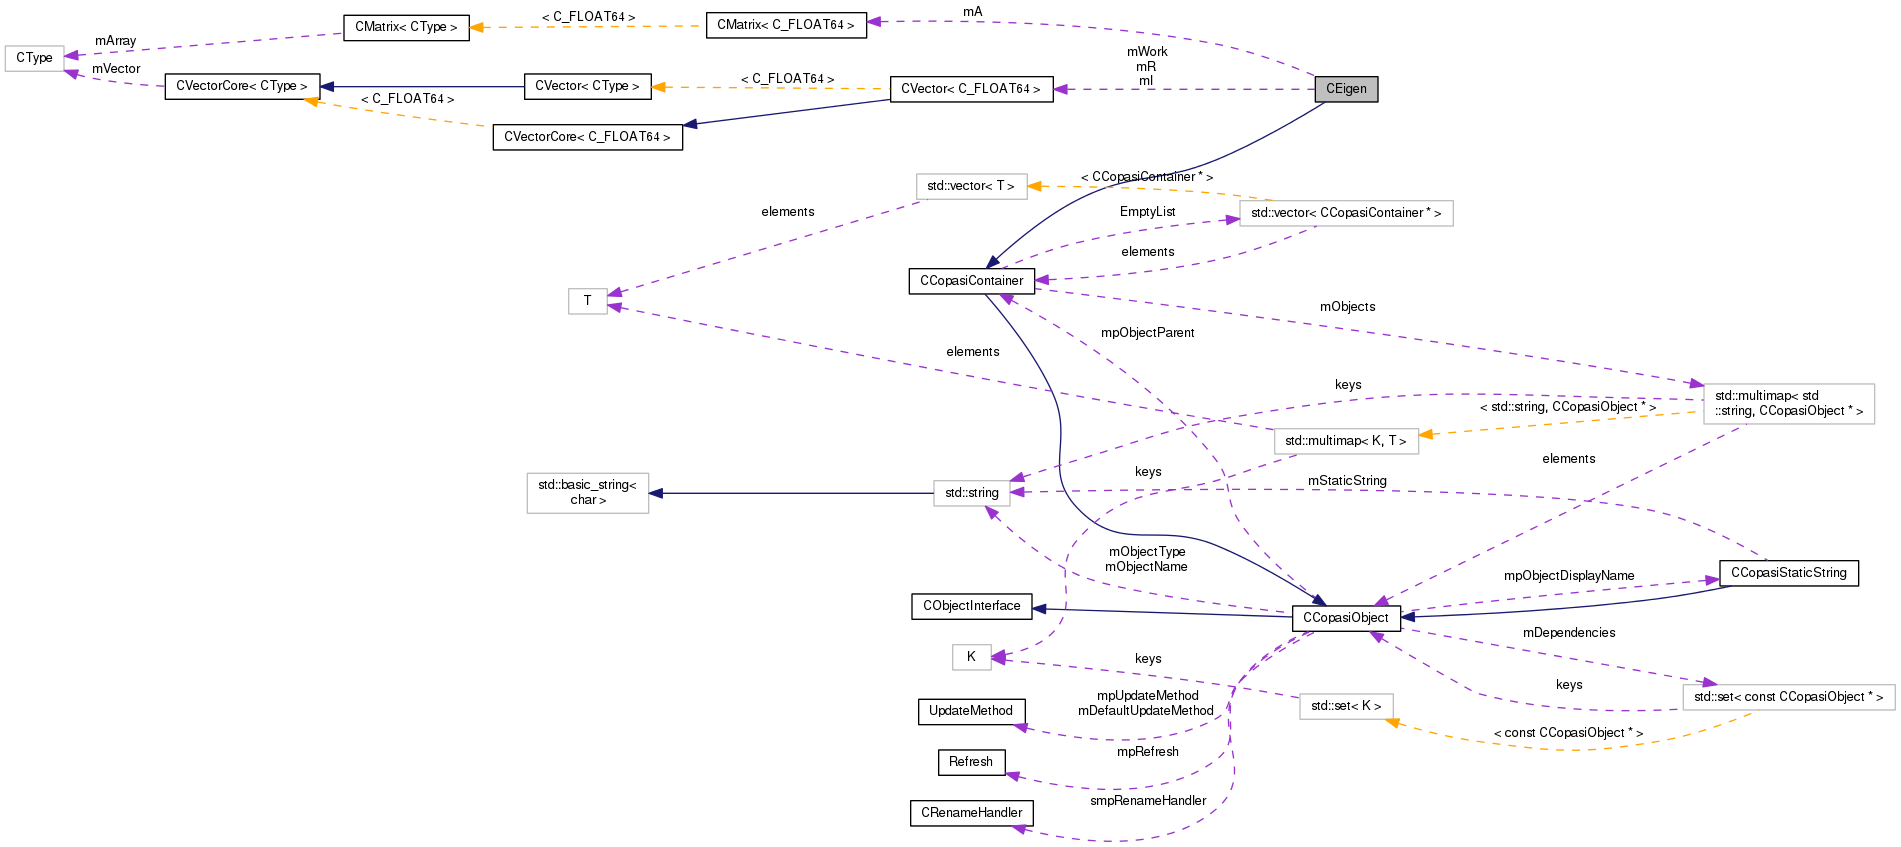 mA
< C_FLOAT64 >
CMatrix< C_FLOAT64 >
CMatrix< CType >
mArray
CType
mVector
mWork
mR
mI
CEigen
CVectorCore< CType >
CVector< CType >
< C_FLOAT64 >
CVector< C_FLOAT64 >
< C_FLOAT64 >
CVectorCore< C_FLOAT64 >
std::vector< T >
< CCopasiContainer * >
elements
EmptyList
std::vector< CCopasiContainer * >
elements
CCopasiContainer
T
mObjects
mpObjectParent
elements
keys
std::multimap< std
::string, CCopasiObject * >
< std::string, CCopasiObject * >
std::multimap< K, T >
elements
keys
mStaticString
std::basic_string<
char >
std::string
mObjectType
mObjectName
mpObjectDisplayName
CCopasiStaticString
CObjectInterface
CCopasiObject
mDependencies
K
keys
keys
std::set< const CCopasiObject * >
mpUpdateMethod
mDefaultUpdateMethod
UpdateMethod
std::set< K >
< const CCopasiObject * >
mpRefresh
Refresh
smpRenameHandler
CRenameHandler